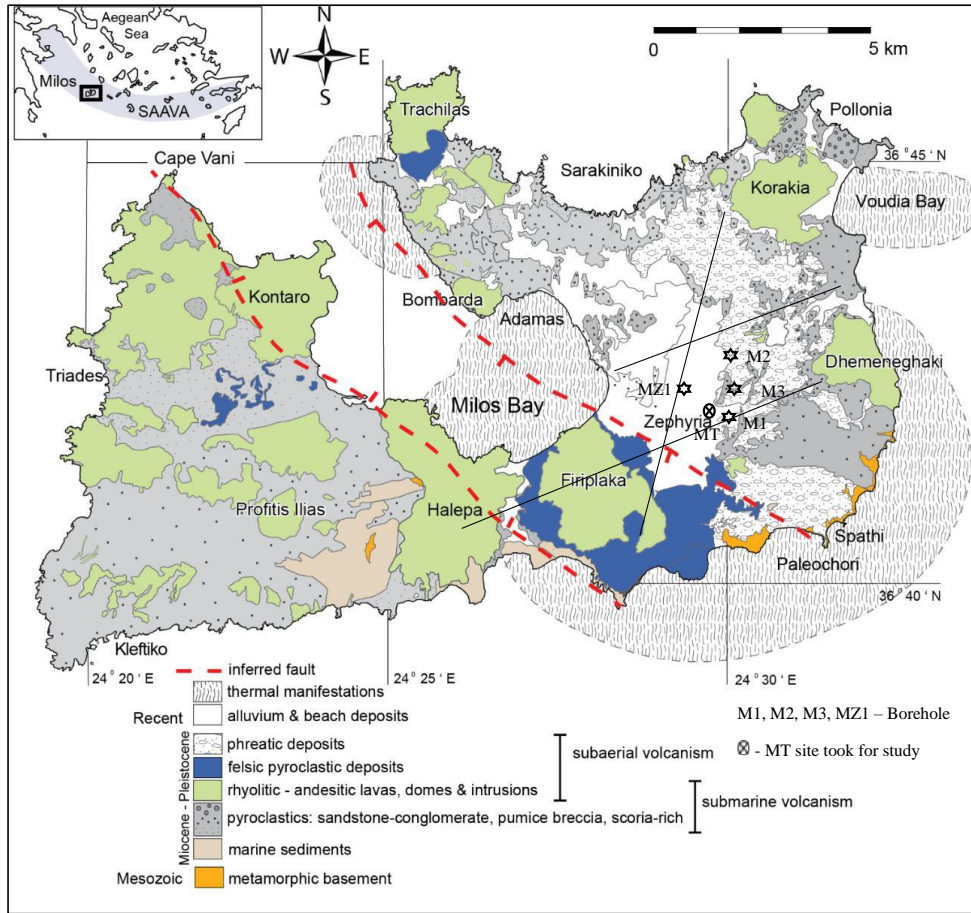 Aegean
Sea
Milos
SAAVA
N
W E
S
0 5 km
Trachilas
Pollonia
Cape Vani
Sarakiniko
36 °45 ' N
Korakia
Voudia Bay
Kontaro
Bombarda
Adamas
Dhemeneghaki
Triades
M2
MZ1
M3
Milos Bay
Zephyria
M1
MT
Firiplaka
Profitis Ilias
Halepa
Spathi
Paleochori
36 °40 ' N
Kleftiko
24 °20 ' E
24 °25 ' E
24 °30 ' E
inferred fault
thermal manifestations
Recent
alluvium & beach deposits
M1, M2, M3, MZ1 – Borehole
- MT site took for study
Miocene - Pleistocene
phreatic deposits
felsic pyroclastic deposits
subaerial volcanism
rhyolitic - andesitic lavas, domes & intrusions
submarine volcanism
pyroclastics: sandstone-conglomerate, pumice breccia, scoria-rich
marine sediments
Mesozoic
metamorphic basement